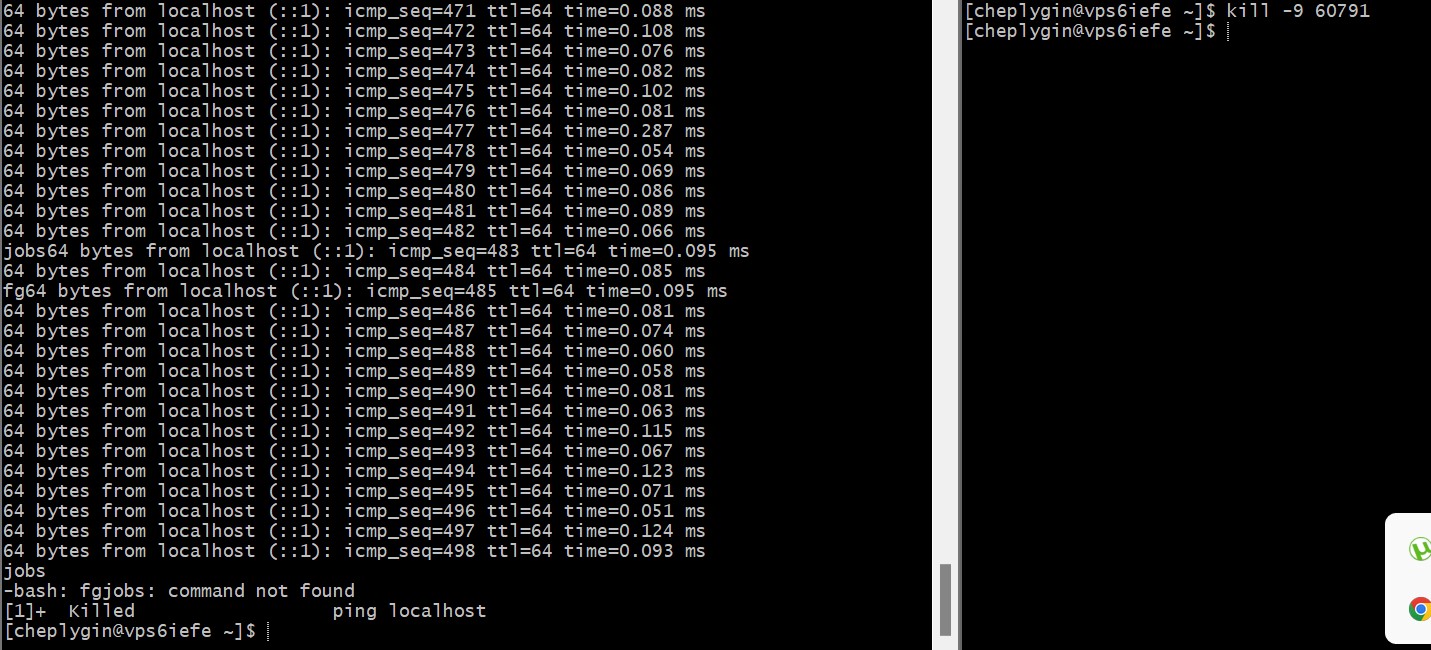 64 bytes from localhost (::1): icmp_seq=471 ttl=64 time=0.088 ms
64 bytes from localhost (::1): icmp_seq=472 ttl=64 time=0.108 ms
64 bytes from localhost (::1): icmp_seq=473 ttl=64 time=0.076 ms
64 bytes from localhost (::1): icmp_seq=474 ttl=64 time=0.082 ms
64 bytes from localhost (::1): icmp_seq=475 ttl=64 time=0.102 ms
64 bytes from localhost (::1): icmp_seq=476 ttl=64 time=0.081 ms
64 bytes from localhost (::1): icmp_seq=477 ttl=64 time=0.287 ms
64 bytes from localhost (::1): icmp_seq=478 ttl=64 time=0.054 ms
64 bytes from localhost (::1): icmp_seq=479 ttl=64 time=0.069 ms
64 bytes from localhost (::1): icmp_seq=480 ttl=64 time=0.086 ms
64 bytes from localhost (::1): icmp_seq=481 ttl=64 time=0.089 ms
64 bytes from localhost (::1): icmp_seq=482 ttl=64 time=0.066 ms
jobs64 bytes from localhost (::1): icmp_seq=483 ttl=64 time=0.095 ms
64 bytes from localhost (::1): icmp_seq=484 ttl=64 time=0.085 ms
fg64 bytes from localhost (::1): icmp_seq=485 ttl=64 time=0.095 ms
64 bytes from localhost (::1): icmp_seq=486 ttl=64 time=0.081 ms
64 bytes from localhost (::1): icmp_seq=487 ttl=64 time=0.074 ms
64 bytes from localhost (::1): icmp_seq=488 ttl=64 time=0.060 ms
64 bytes from localhost (::1): icmp_seq=489 ttl=64 time=0.058 ms
64 bytes from localhost (::1): icmp_seq=490 ttl=64 time=0.081 ms
64 bytes from localhost (::1): icmp_seq=491 ttl=64 time=0.063 ms
64 bytes from localhost (::1): icmp_seq=492 ttl=64 time=0.115 ms
64 bytes from localhost (::1): icmp_seq=493 ttl=64 time=0.067 ms
64 bytes from localhost (::1): icmp_seq=494 ttl=64 time=0.123 ms
64 bytes from localhost (::1): icmp_seq=495 ttl=64 time=0.071 ms
64 bytes from localhost (::1): icmp_seq=496 ttl=64 time=0.051 ms
64 bytes from localhost (::1): icmp_seq=497 ttl=64 time=0.124 ms
64 bytes from localhost (::1): icmp_seq=498 ttl=64 time=0.093 ms
jobs
-bash: fgjobs: command not found
[1]+  Killed                  ping localhost
[cheplygin@vps6iefe ~]$
[cheplygin@vps6iefe ~]$ kill -9 60791
[cheplygin@vps6iefe ~]$